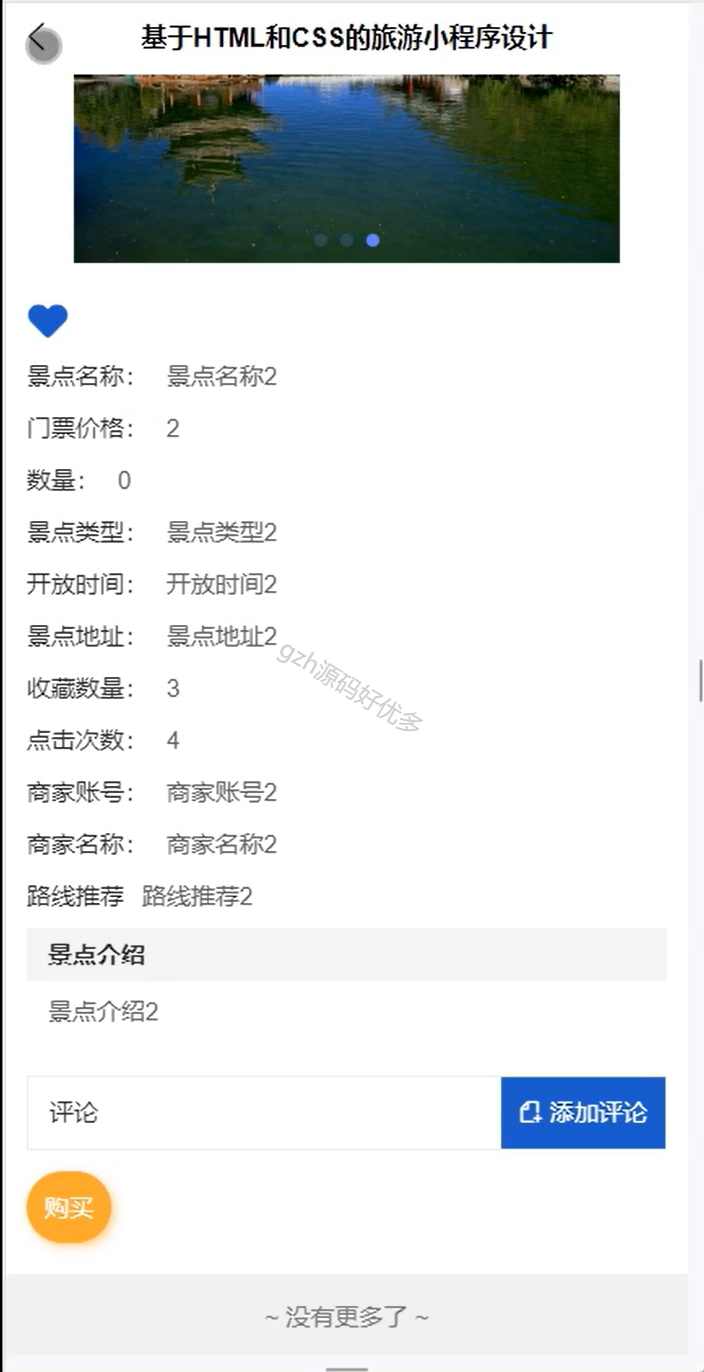 基于HTML和CSS的旅游小程序设计
景点名称： 景点名称2
门票价格： 2
数量： 0
景点类型： 景点类型2
开放时间： 开放时间2
景点地址： 景点地址2
gzh源码好优多
收藏数量： 3
点击次数： 4
商家账号： 商家账号2
商家名称： 商家名称2
路线推荐 路线推荐2
景点介绍
景点介绍2
评论 添加评论
购买
~ 没有更多了 ~